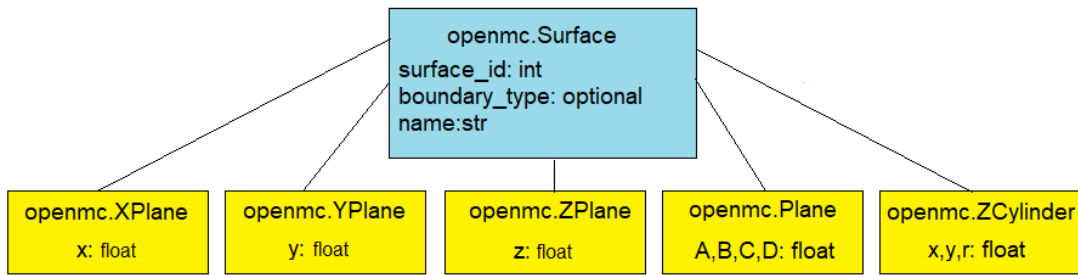 openmc.Surface
surface_id: int
boundary_type: optional
name:str
openmc.XPlane
x: float
openmc.YPlane
y: float
openmc.ZPlane
z: float
openmc.Plane
A,B,C,D: float
openmc.ZCylinder
x,y,r: float